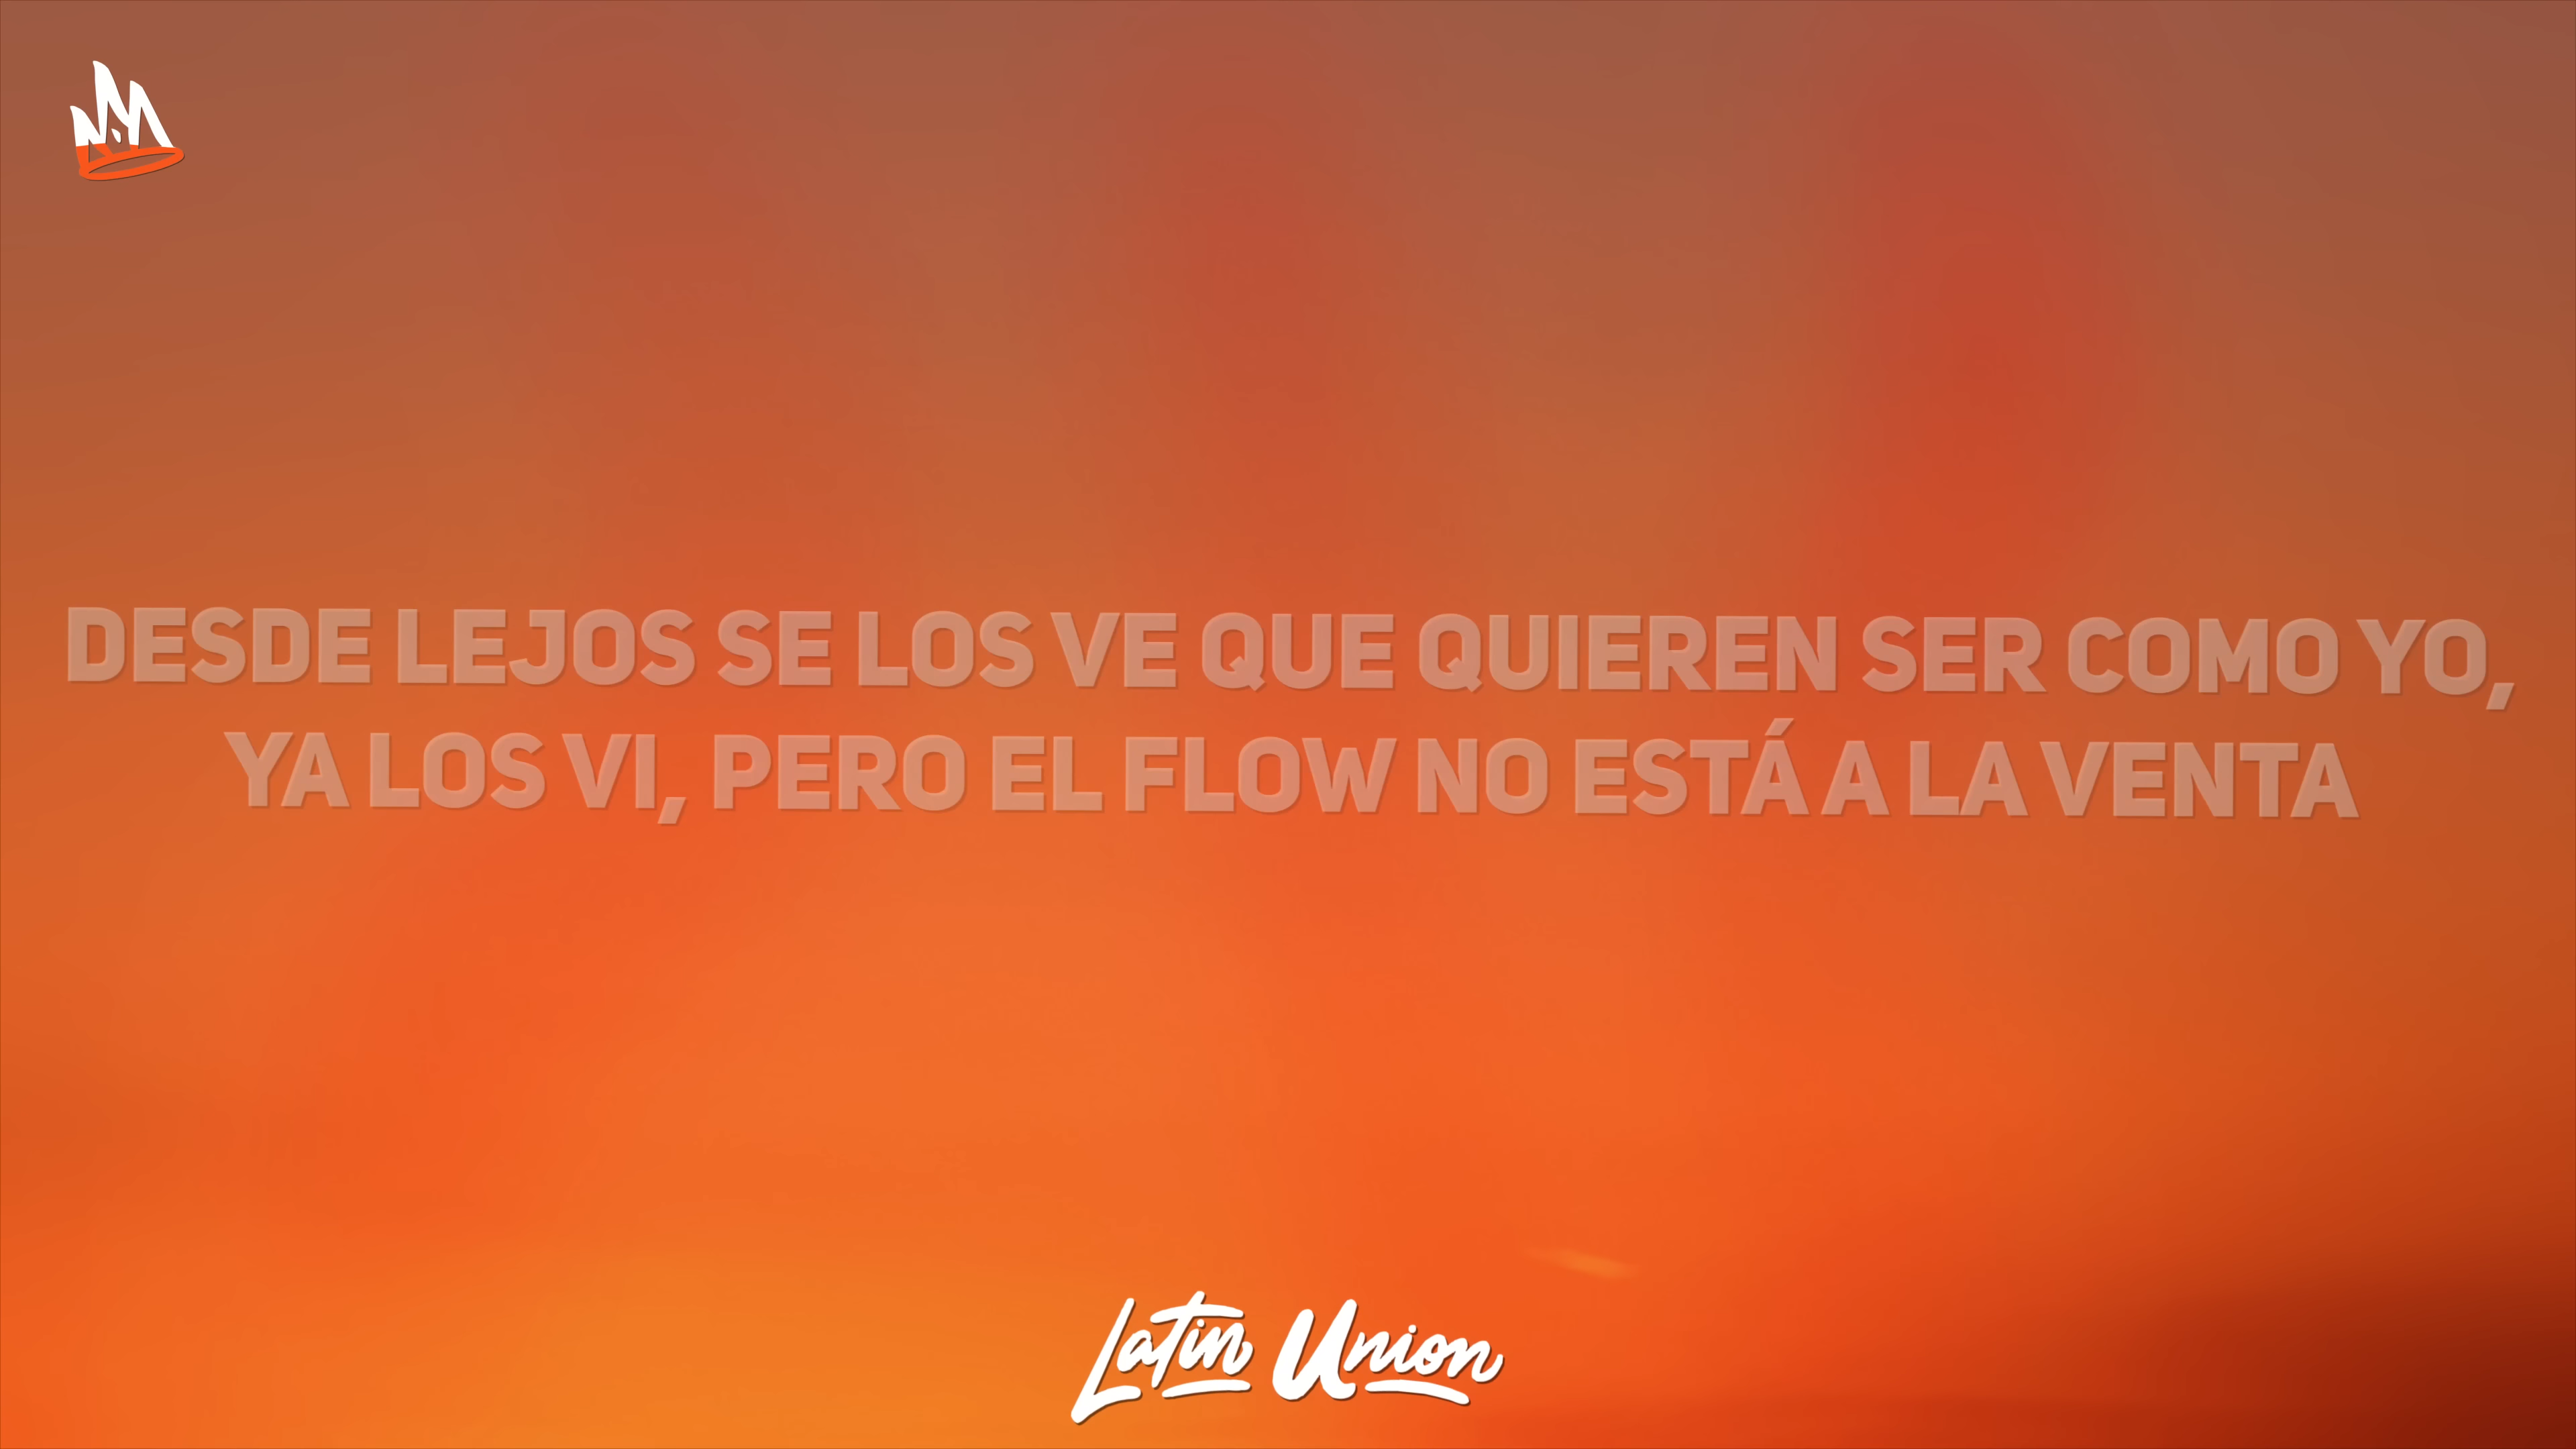 DESDE LEJOS SE LOS VE QUE QUIEREN SER COMO YO,
YA LOS VI, PERO EL FLOW NO ESTÁ A LA VENTA
Latin Union